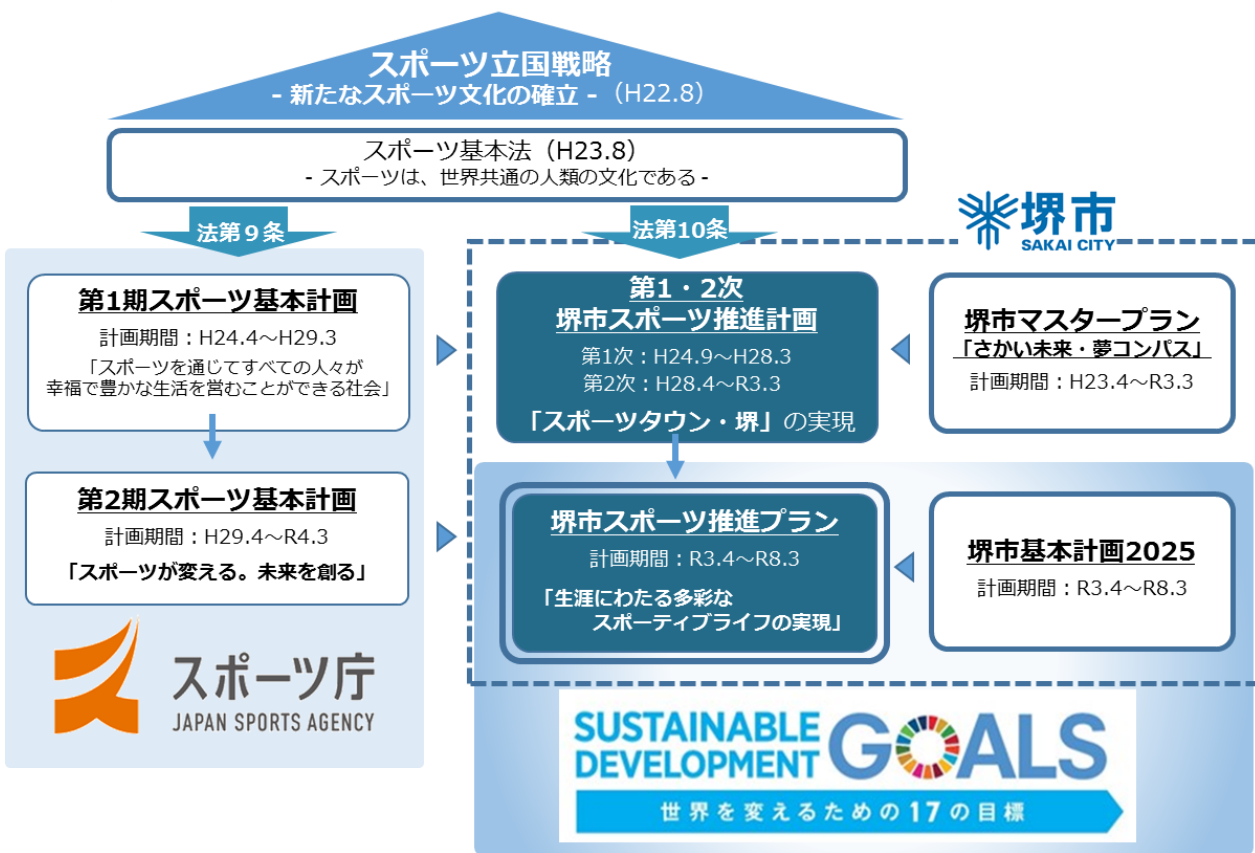 スポーツ立国戦略
- 新たなスポーツ文化の確立 -（H22.8）
スポーツ基本法（H23.8）
- スポーツは、世界共通の人類の文化である -
法第９条
法第10条
堺市
SAKAI CITY
第1期スポーツ基本計画
計画期間：H24.4～H29.3
「スポーツを通じてすべての人々が
幸福で豊かな生活を営むことができる社会」
第2期スポーツ基本計画
計画期間：H29.4～R4.3
「スポーツが変える。未来を創る」
スポーツ庁
JAPAN SPORTS AGENCY
第1・2次
堺市スポーツ推進計画
第1次：H24.9～H28.3
第2次：H28.4～R3.3
「スポーツタウン・堺」の実現
堺市マスタープラン
「さかい未来・夢コンパス」
計画期間：H23.4～R3.3
堺市スポーツ推進プラン
計画期間：R3.4～R8.3
「生涯にわたる多彩な
スポーティブライフの実現」
堺市基本計画2025
計画期間：R3.4～R8.3
SUSTAINABLE
DEVELOPMENT
GOALS
世界を変えるための17の目標